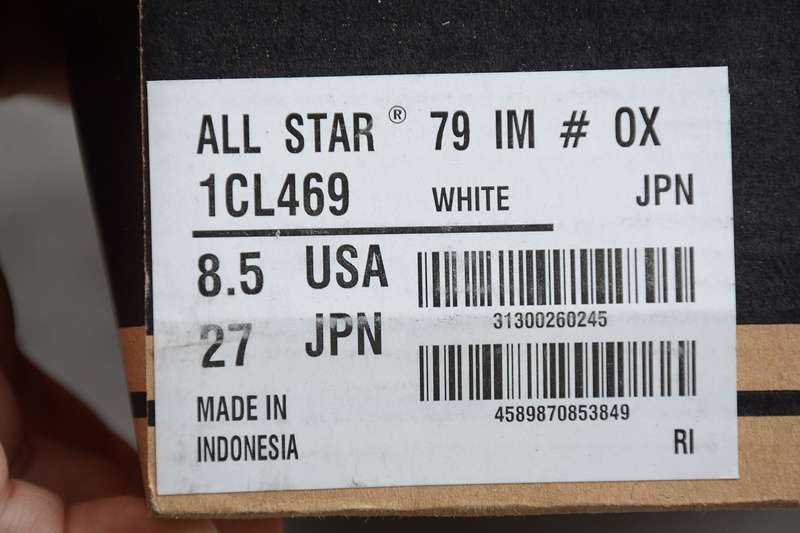 ALL STAR® 79 IM # OX
1CL469 WHITE JPN
8.5 USA
31300260245
27 JPN
4589870853849
MADE IN
INDONESIA
RI